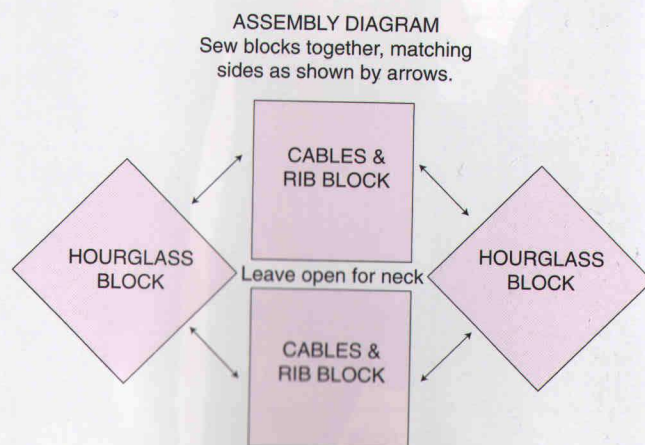 ASSEMBLY DIAGRAM
Sew blocks together, matching
sides as shown by arrows.
CABLES &
RIB BLOCK
HOURGLASS
BLOCK
HOURGLASS
BLOCK
Leave open for neck
CABLES &
RIB BLOCK